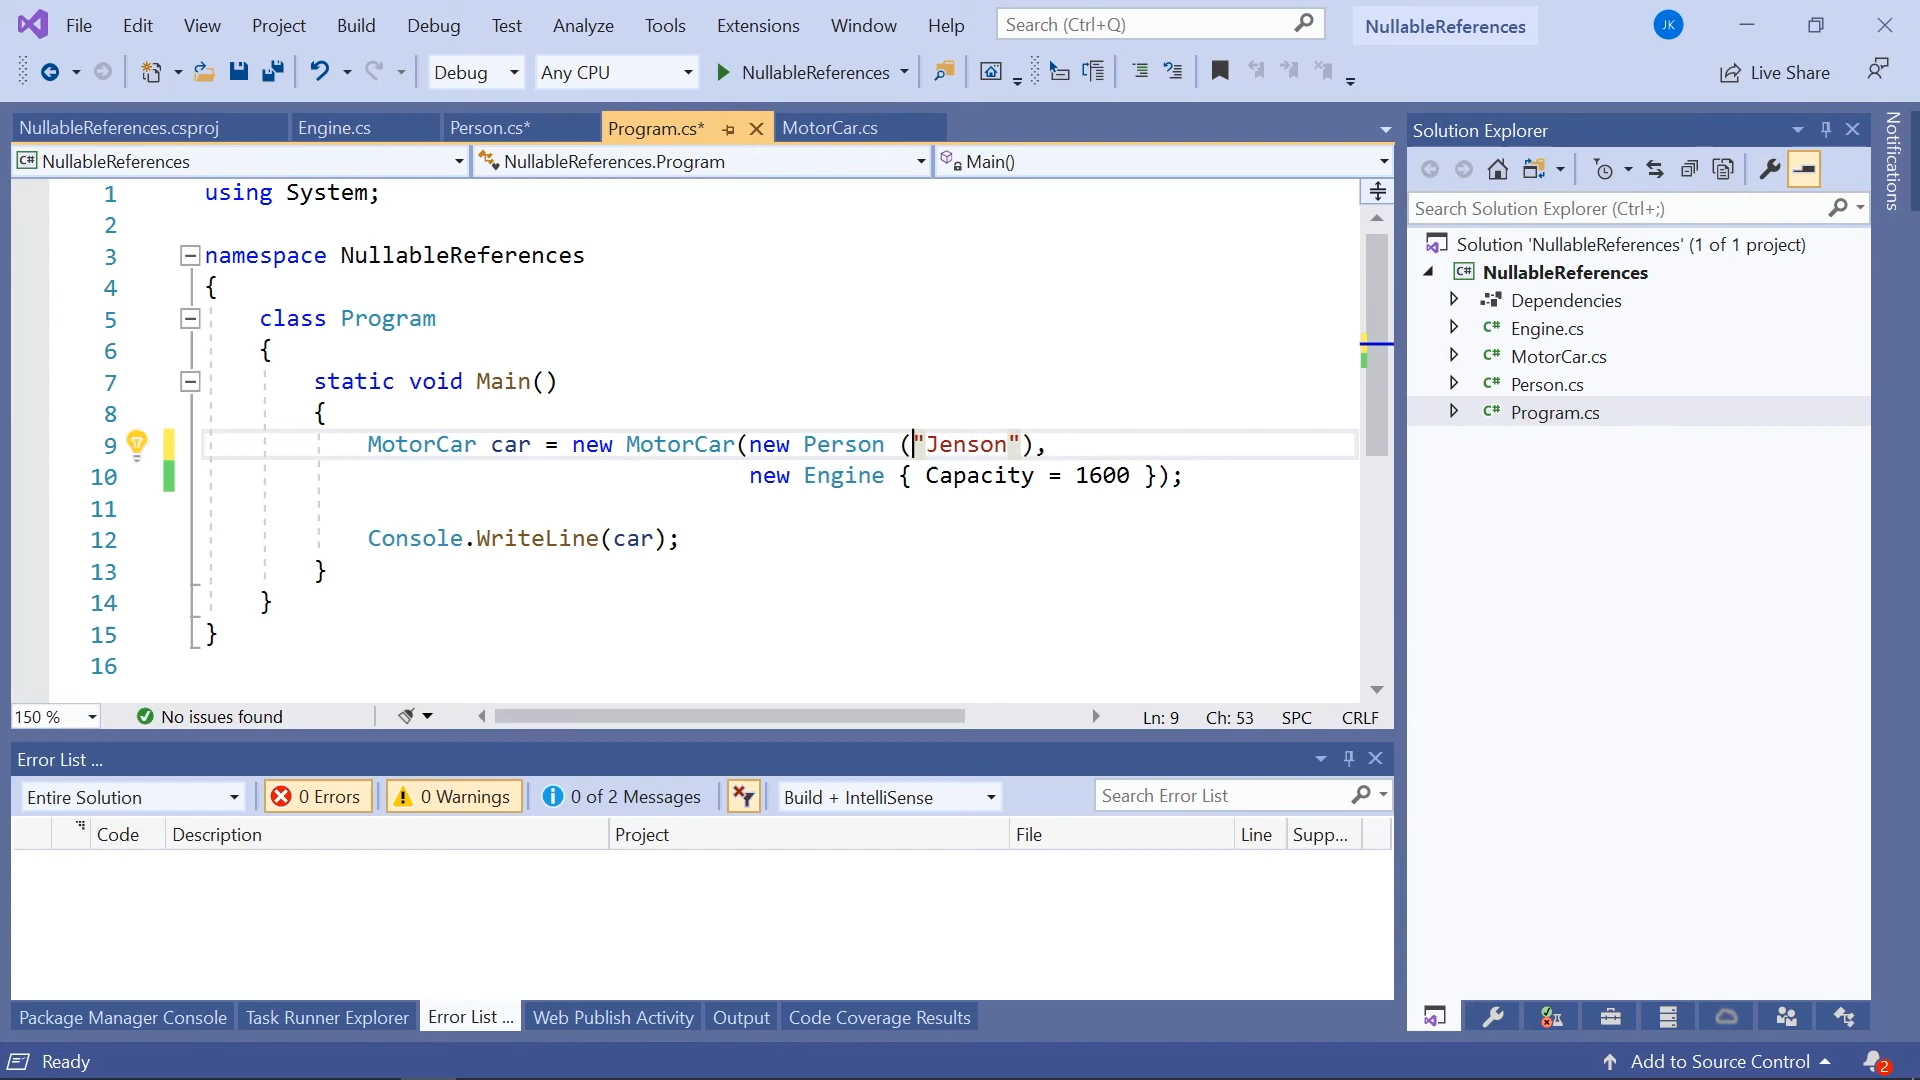 File Edit View Project Build Debug Test Analyze Tools Extensions Window Help Search (Ctrl+Q) NullableReferences JK
Debug Any CPU NullableReferences Live Share
NullableReferences.csproj Engine.cs Person.cs* Program.cs* MotorCar.cs
C# NullableReferences NullableReferences.Program Main()
1 using System;
2
3 namespace NullableReferences
4 {
5 class Program
6 {
7 static void Main()
8 {
9 MotorCar car = new MotorCar(new Person ("Jenson"),
10 new Engine { Capacity = 1600 });
11
12 Console.WriteLine(car);
13 }
14 }
15 }
16
150 % No issues found Ln: 9 Ch: 53 SPC CRLF
Error List ...
Entire Solution 0 Errors 0 Warnings 0 of 2 Messages Build + IntelliSense Search Error List
Code Description Project File Line Supp...
Package Manager Console Task Runner Explorer Error List ... Web Publish Activity Output Code Coverage Results
Solution Explorer
Search Solution Explorer (Ctrl+;)
Solution 'NullableReferences' (1 of 1 project)
C# NullableReferences
Dependencies
C# Engine.cs
C# MotorCar.cs
C# Person.cs
C# Program.cs
Notifications
Ready Add to Source Control 2